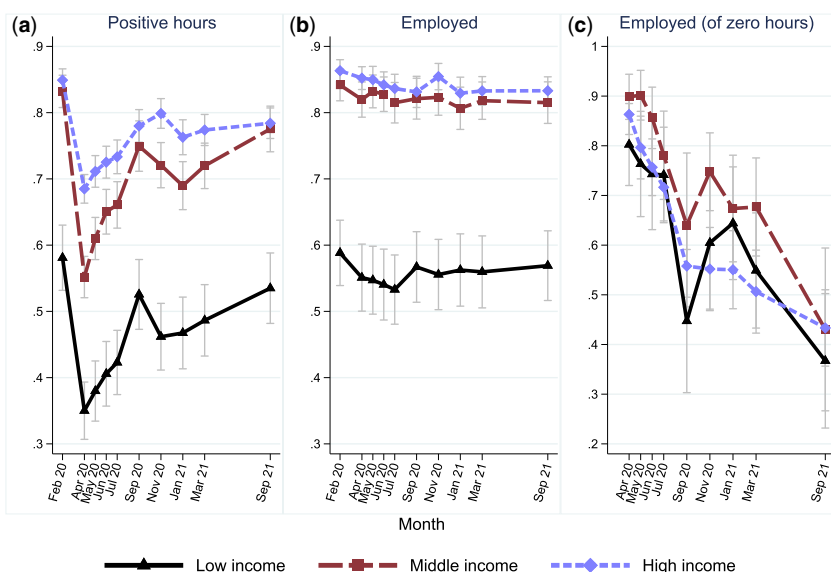 (a) Positive hours
.9
.8
.7
.6
.5
.4
.3
Feb 20
Apr 20
May 20
Jun 20
Jul 20
Sep 20
Nov 20
Jan 21
Mar 21
Sep 21
(b) Employed
.9
.8
.7
.6
.5
.4
.3
Feb 20
Apr 20
May 20
Jun 20
Jul 20
Sep 20
Nov 20
Jan 21
Mar 21
Sep 21
(c) Employed (of zero hours)
1
.9
.8
.7
.6
.5
.4
.3
.2
Apr 20
May 20
Jun 20
Jul 20
Sep 20
Nov 20
Jan 21
Mar 21
Sep 21
Month
Low income Middle income High income